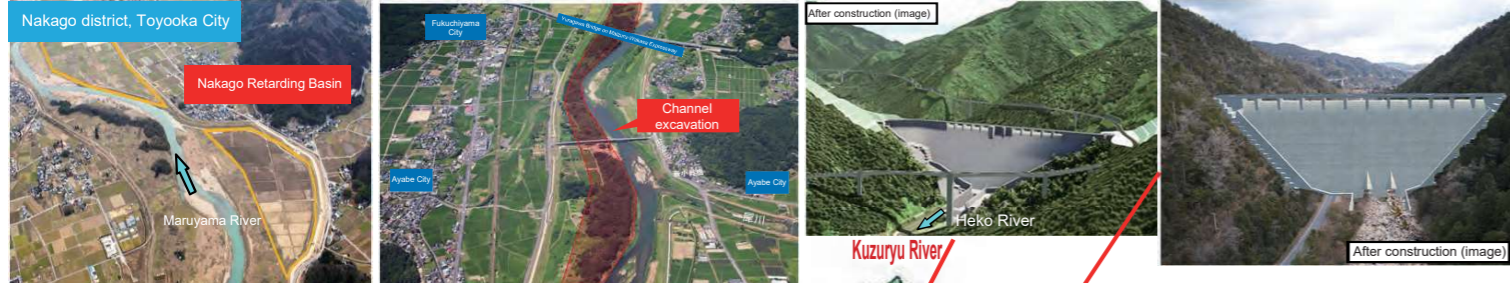 Nakago district, Toyooka City
Nakago Retarding Basin
Maruyama River
Fukuchiyama
City
Yuragawa Bridge on Maizuru-Wakasa Expressway
Channel
excavation
Ayabe City
Ayabe City
After construction (image)
Heko River
Kuzuryu River
After construction (image)